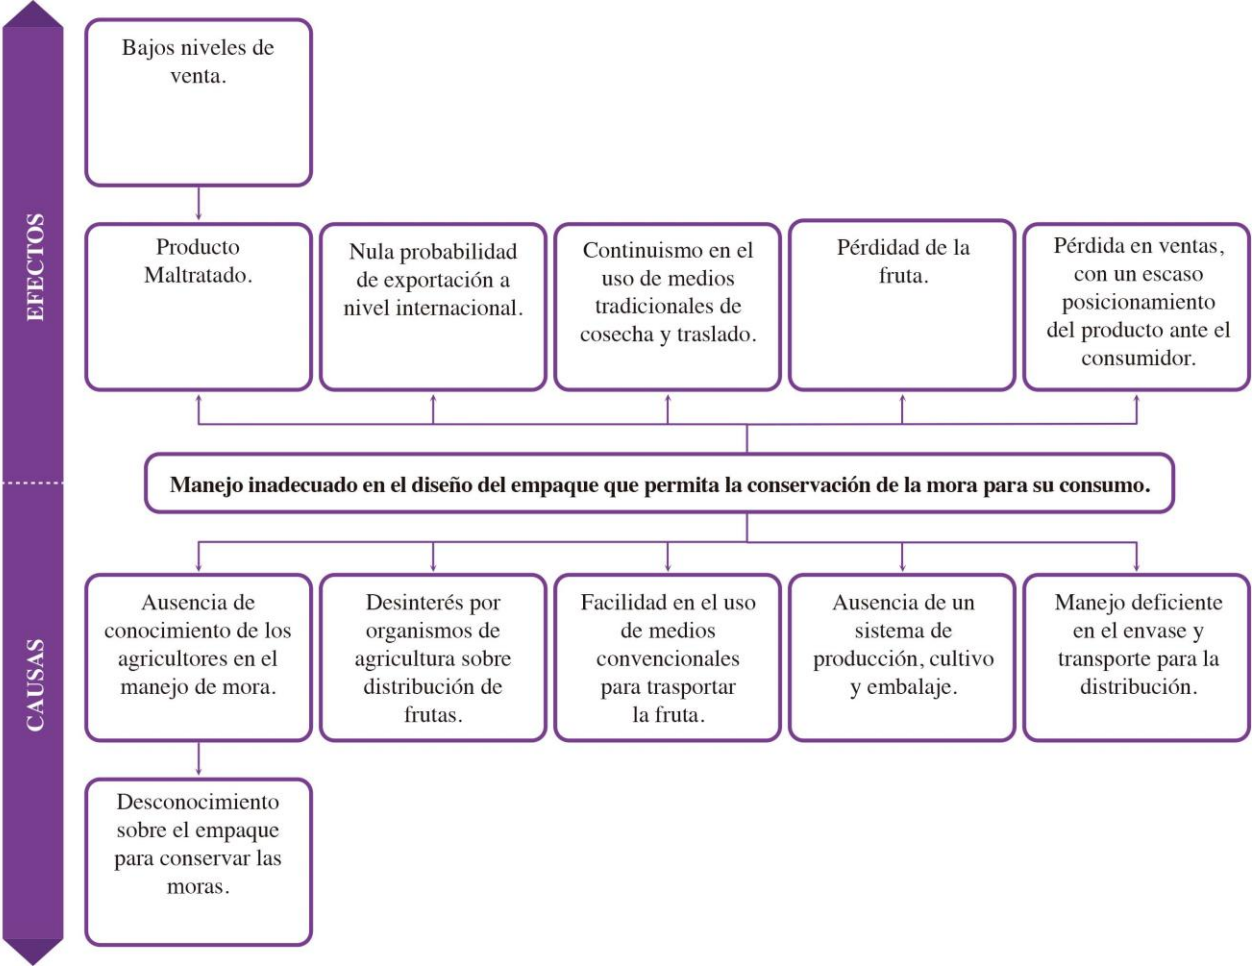 EFECTOS
Bajos niveles de
venta.
Producto
Maltratado.
Nula probabilidad
de exportación a
nivel internacional.
Continuismo en el
uso de medios
tradicionales de
cosecha y traslado.
Pérdidad de la
fruta.
Pérdida en ventas,
con un escaso
posicionamiento
del producto ante el
consumidor.
Manejo inadecuado en el diseño del empaque que permita la conservación de la mora para su consumo.
CAUSAS
Ausencia de
conocimiento de los
agricultores en el
manejo de mora.
Desinterés por
organismos de
agricultura sobre
distribución de
frutas.
Facilidad en el uso
de medios
convencionales
para trasportar
la fruta.
Ausencia de un
sistema de
producción, cultivo
y embalaje.
Manejo deficiente
en el envase y
transporte para la
distribución.
Desconocimiento
sobre el empaque
para conservar las
moras.